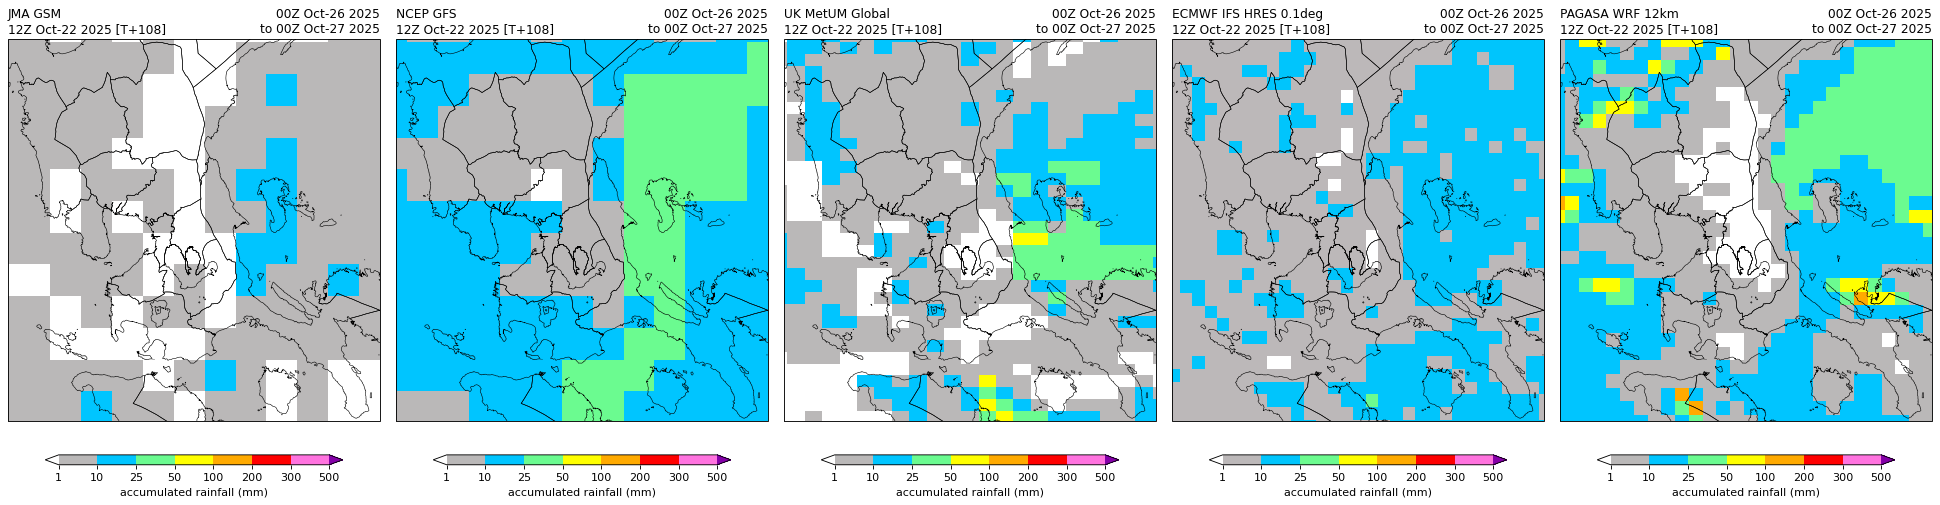 JMA GSM 00Z Oct-26 2025
12Z Oct-22 2025 [T+108] to 00Z Oct-27 2025
NCEP GFS 00Z Oct-26 2025
12Z Oct-22 2025 [T+108] to 00Z Oct-27 2025
UK MetUM Global 00Z Oct-26 2025
12Z Oct-22 2025 [T+108] to 00Z Oct-27 2025
ECMWF IFS HRES 0.1deg 00Z Oct-26 2025
12Z Oct-22 2025 [T+108] to 00Z Oct-27 2025
PAGASA WRF 12km 00Z Oct-26 2025
12Z Oct-22 2025 [T+108] to 00Z Oct-27 2025
1 10 25 50 100 200 300 500
accumulated rainfall (mm)
1 10 25 50 100 200 300 500
accumulated rainfall (mm)
1 10 25 50 100 200 300 500
accumulated rainfall (mm)
1 10 25 50 100 200 300 500
accumulated rainfall (mm)
1 10 25 50 100 200 300 500
accumulated rainfall (mm)